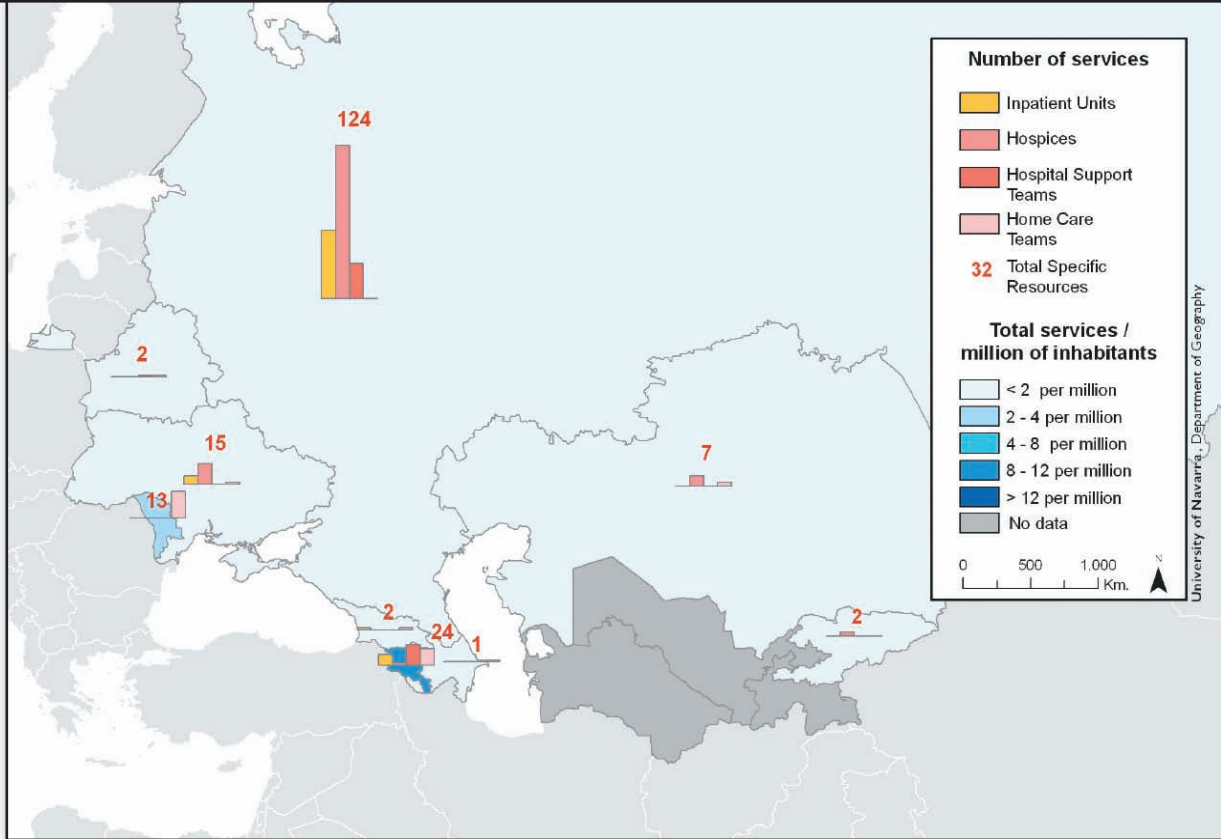 124
2
15
13
7
2
24
1
2
Number of services
Inpatient Units
Hospices
Hospital Support
Teams
Home Care
Teams
32 Total Specific
Resources
Total services /
million of inhabitants
< 2 per million
2 - 4 per million
4 - 8 per million
8 - 12 per million
> 12 per million
No data
0 500 1.000
Km.
N
University of Navarra, Department of Geography